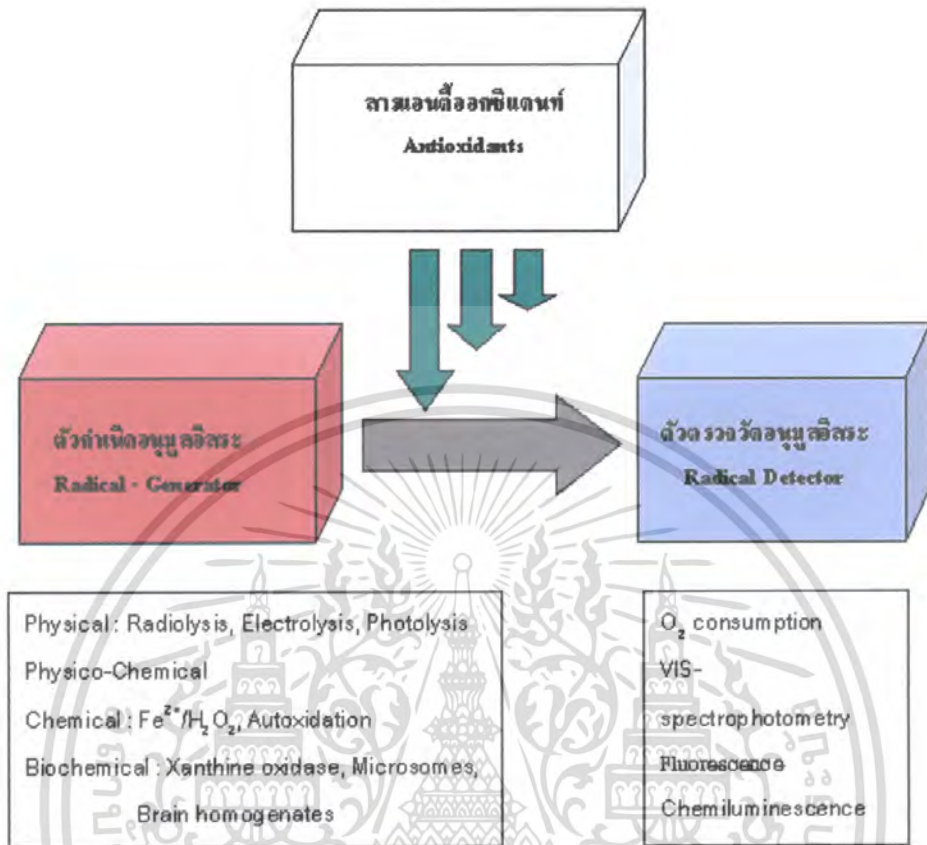 สารแอนตี้ออกซิแดนท์
Antioxidants
ตัวกำเนิดอนุมูลอิสระ
Radical - Generator
ตัวตรวจวัดอนุมูลอิสระ
Radical Detector
Physical : Radiolysis, Electrolysis, Photolysis
Physico-Chemical
Chemical : Fe²⁺/H₂O₂, Autoxidation
Biochemical : Xanthine oxidase, Microsomes,
Brain homogenates
O₂ consumption
VIS-
spectrophotometry
Fluorescence
Chemiluminescence